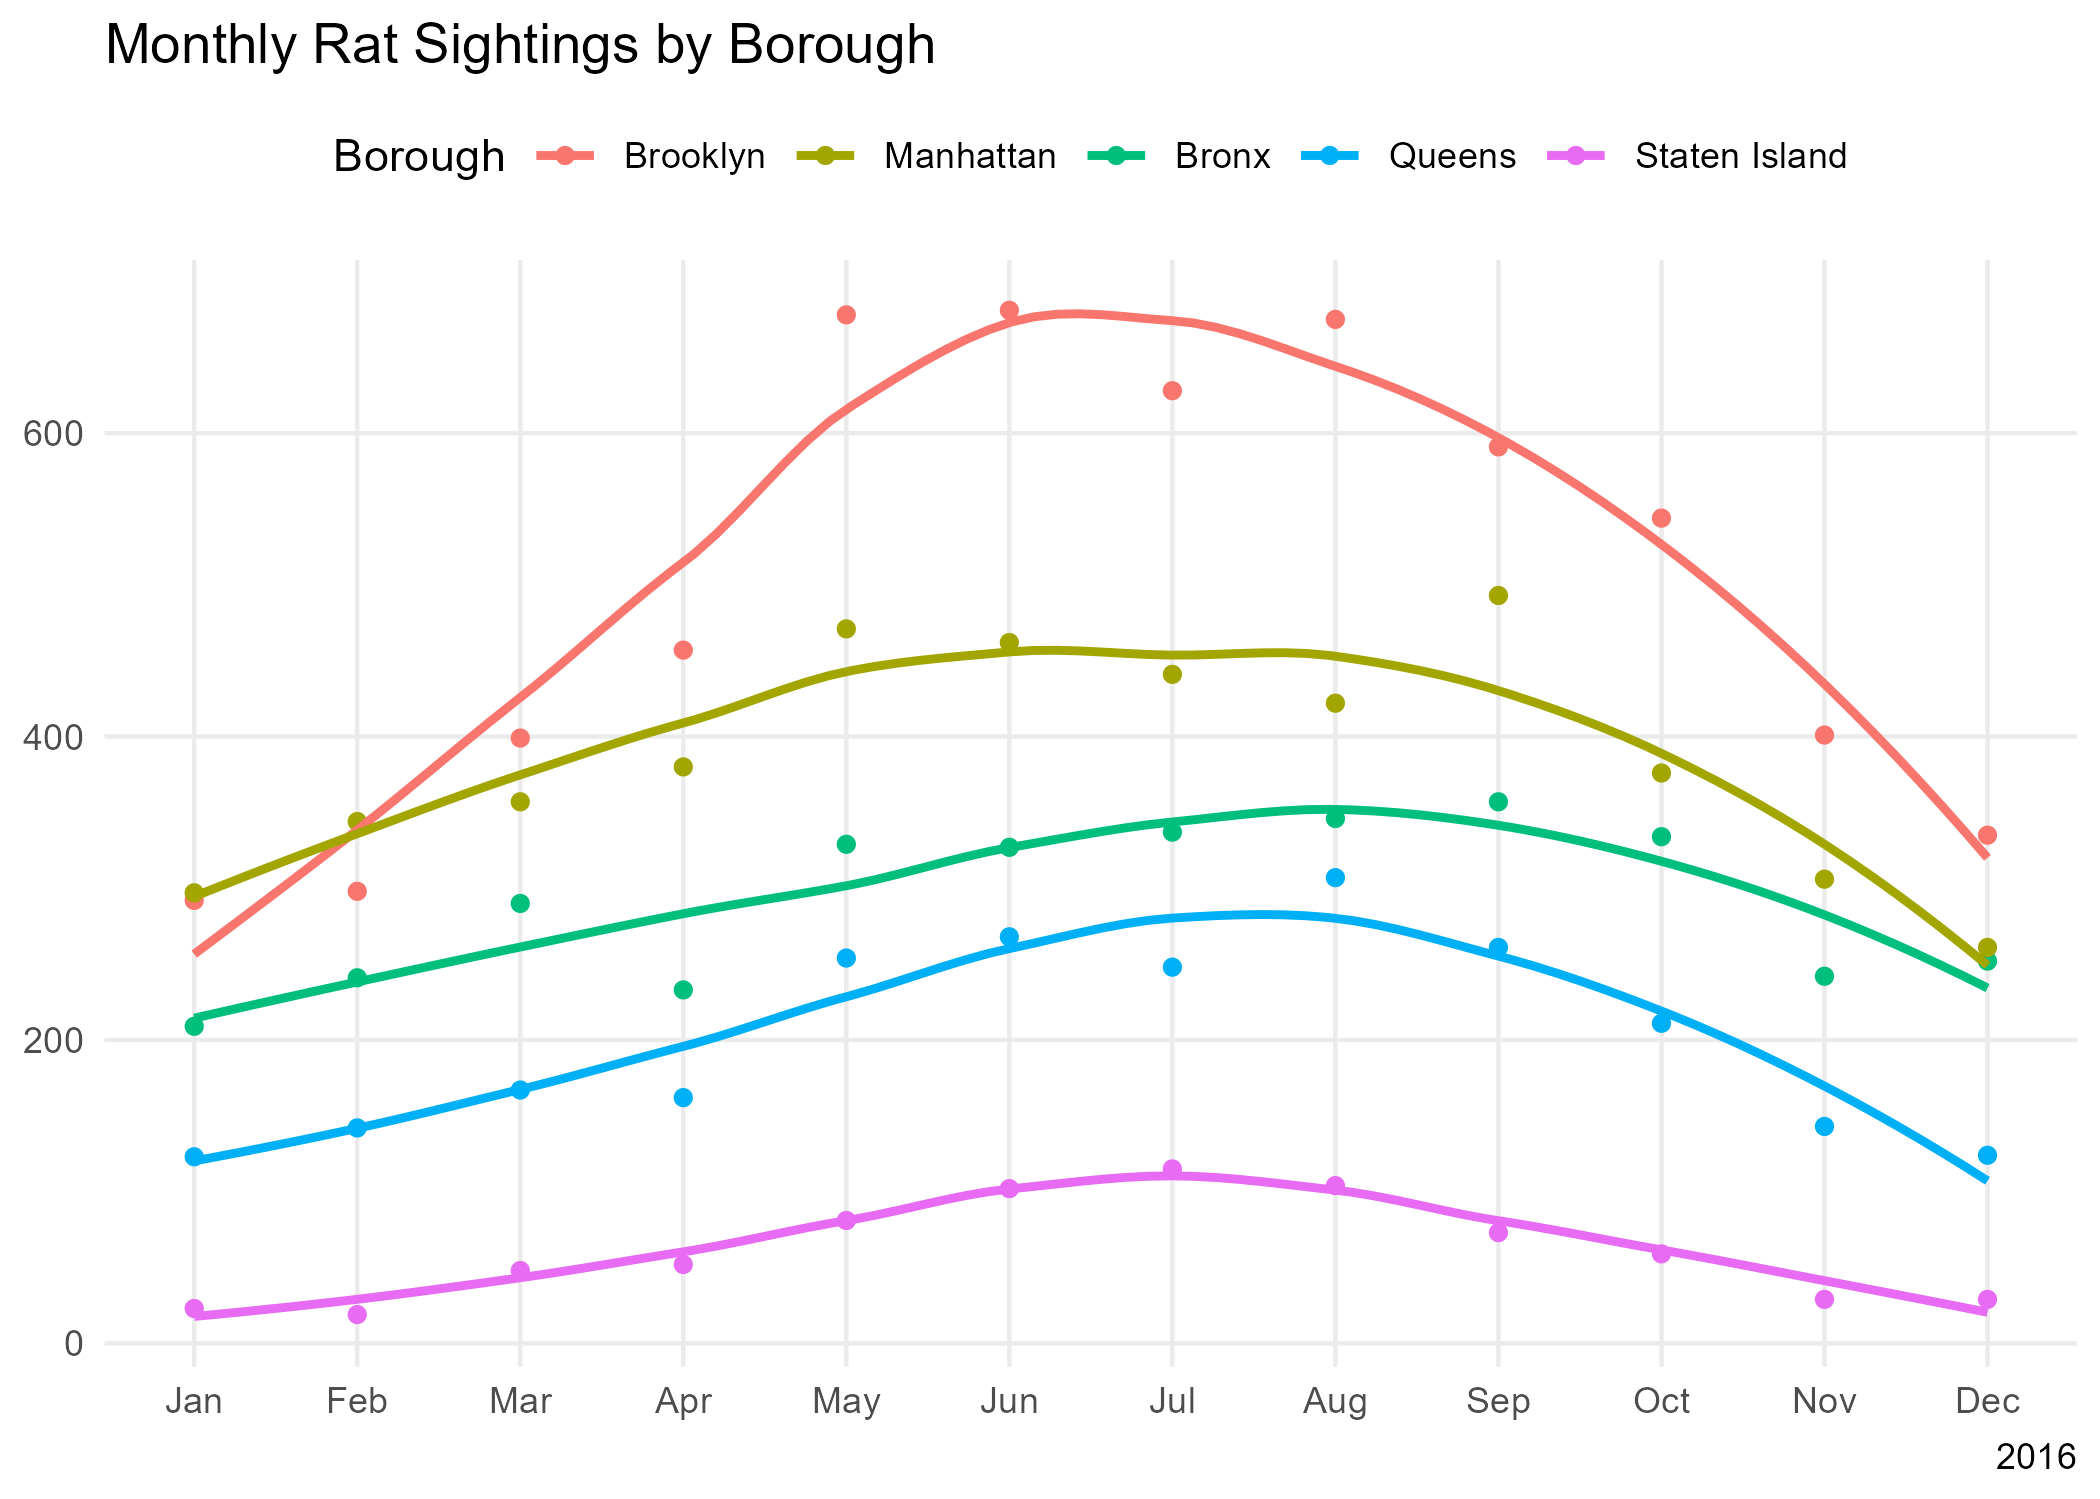 Monthly Rat Sightings by Borough
Borough Brooklyn Manhattan Bronx Queens Staten Island
600
400
200
0
Jan Feb Mar Apr May Jun Jul Aug Sep Oct Nov Dec
2016